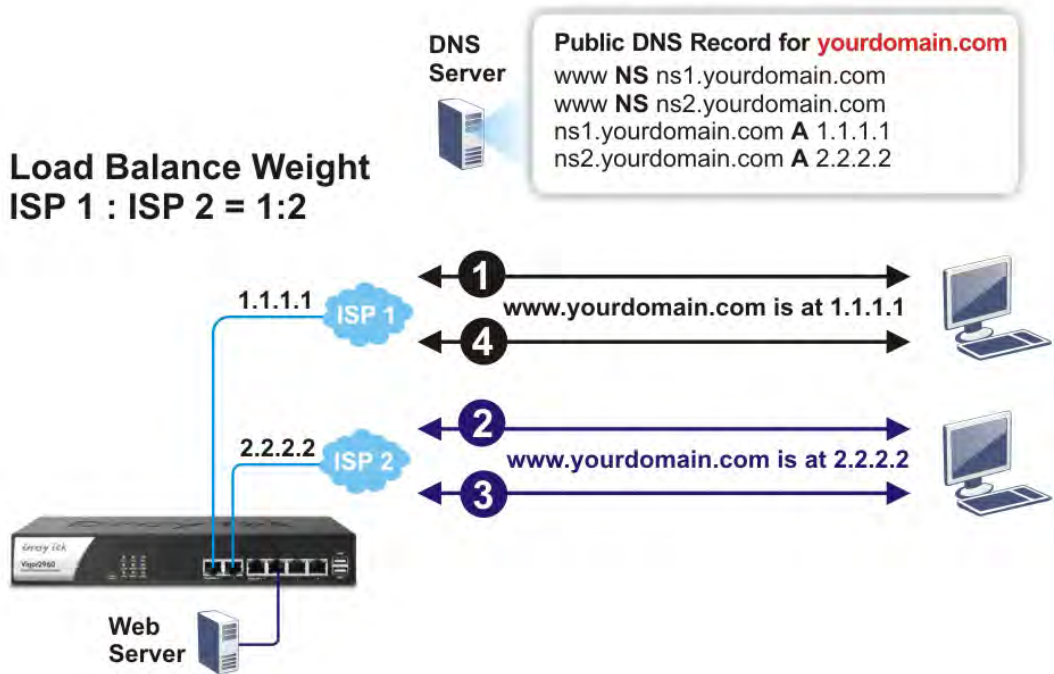 DNS
Server
Public DNS Record for yourdomain.com
www NS ns1.yourdomain.com
www NS ns2.yourdomain.com
ns1.yourdomain.com A 1.1.1.1
ns2.yourdomain.com A 2.2.2.2
Load Balance Weight
ISP 1 : ISP 2 = 1:2
1.1.1.1
ISP 1
1
www.yourdomain.com is at 1.1.1.1
4
2.2.2.2
ISP 2
2
www.yourdomain.com is at 2.2.2.2
3
Vigor2960
Web
Server